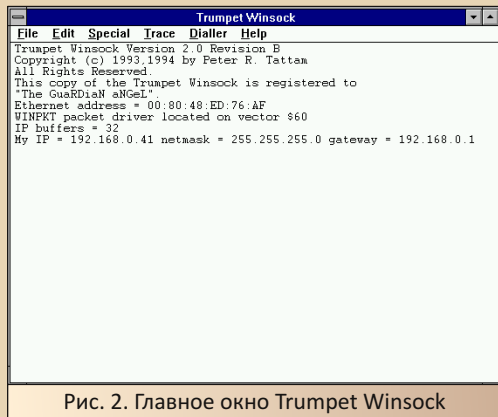 Trumpet Winsock
File Edit Special Trace Dialler Help
Trumpet Winsock Version 2.0 Revision B
Copyright (c) 1993,1994 by Peter R. Tattam
All Rights Reserved.
This copy of the Trumpet Winsock is registered to
"The GuaRDiaN aNGeL".
Ethernet address = 00:80:48:ED:76:AF
WINPKT packet driver located on vector $60
IP buffers = 32
My IP = 192.168.0.41 netmask = 255.255.255.0 gateway = 192.168.0.1
Рис. 2. Главное окно Trumpet Winsock